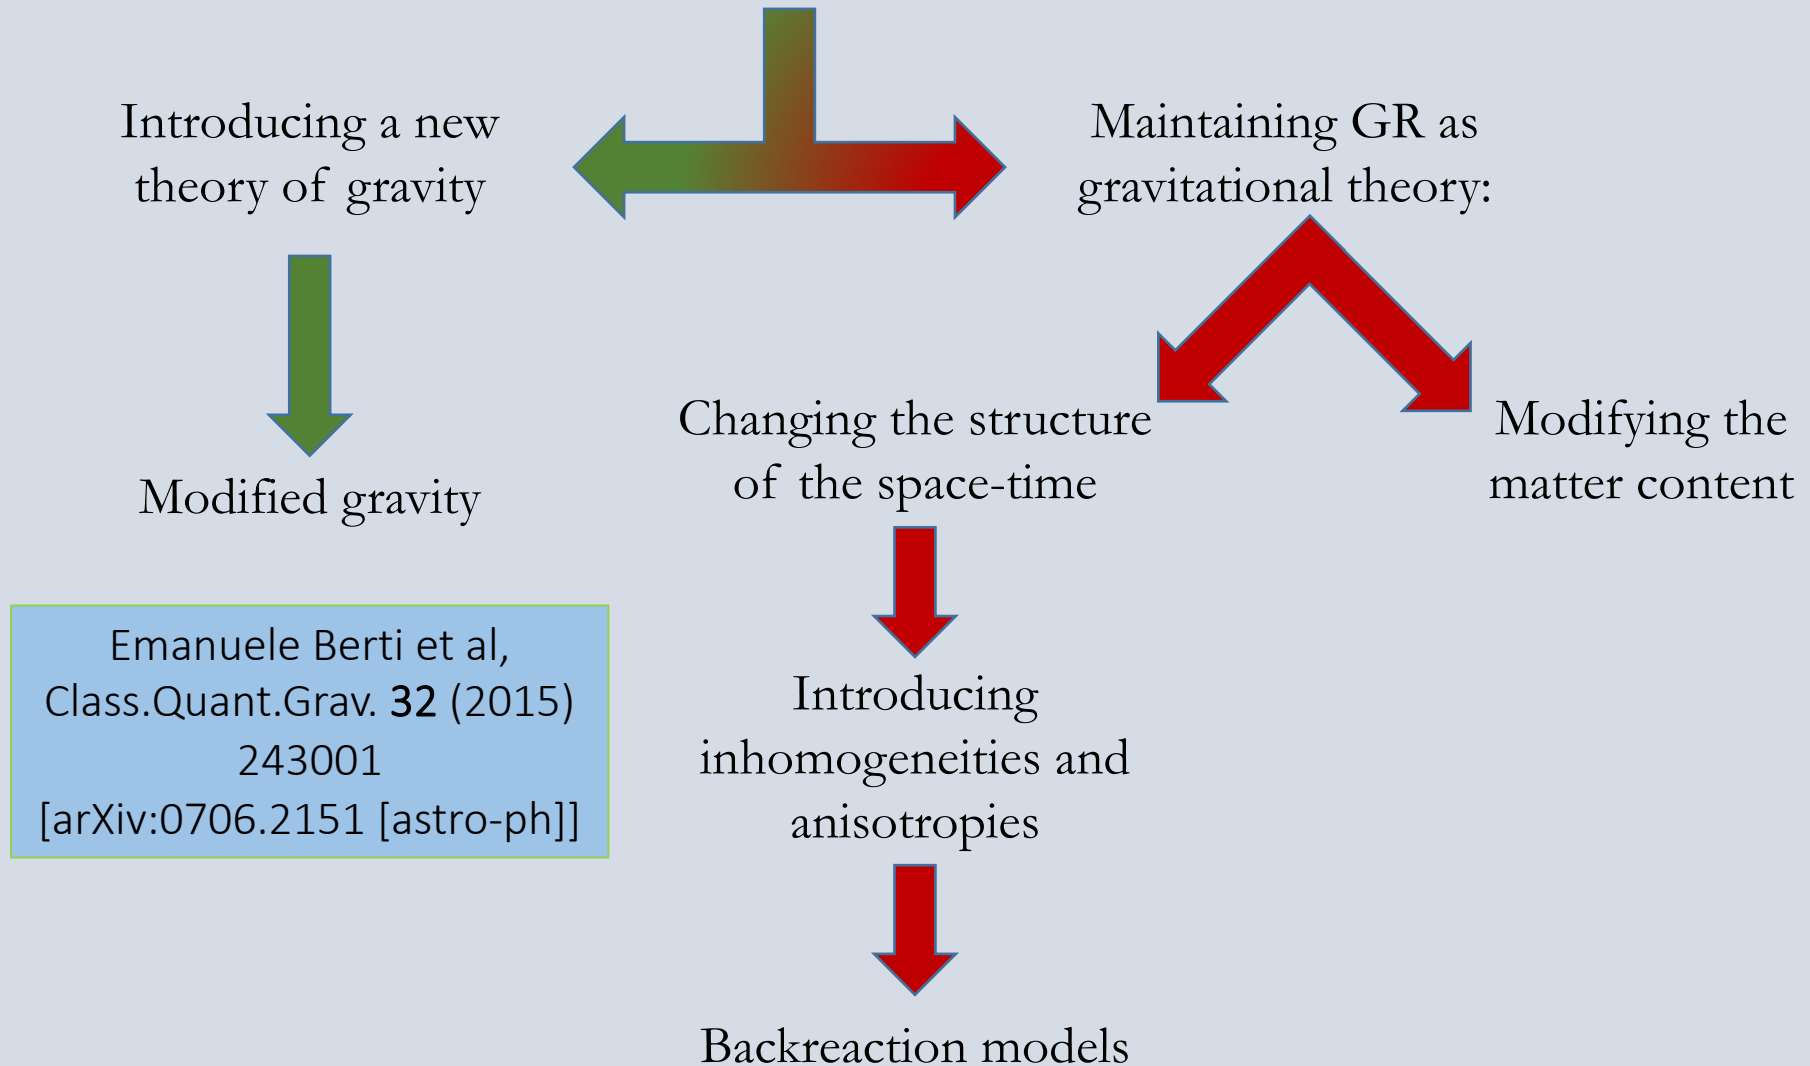 Introducing a new
theory of gravity
Maintaining GR as
gravitational theory:
Modified gravity
Changing the structure
of the space-time
Modifying the
matter content
Emanuele Berti et al,
Class.Quant.Grav. 32 (2015)
243001
[arXiv:0706.2151 [astro-ph]]
Introducing
inhomogeneities and
anisotropies
Backreaction models